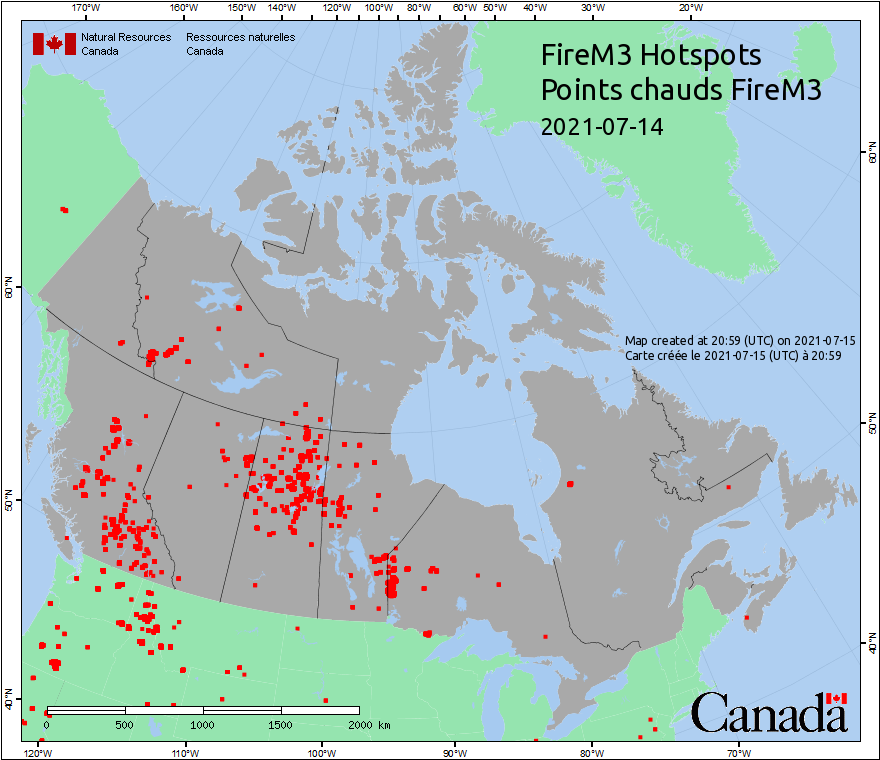 170°W 160°W 150°W 140°W 120°W 100°W 80°W 60°W 50°W 40°W 30°W 20°W
Natural Resources Ressources naturelles
Canada Canada
FireM3 Hotspots
Points chauds FireM3
2021-07-14
60°N 60°N
Map created at 20:59 (UTC) on 2021-07-15
Carte créée le 2021-07-15 (UTC) à 20:59
50°N 50°N
40°N 40°N
Canada
0 500 1000 1500 2000 km
120°W 110°W 100°W 90°W 80°W 70°W